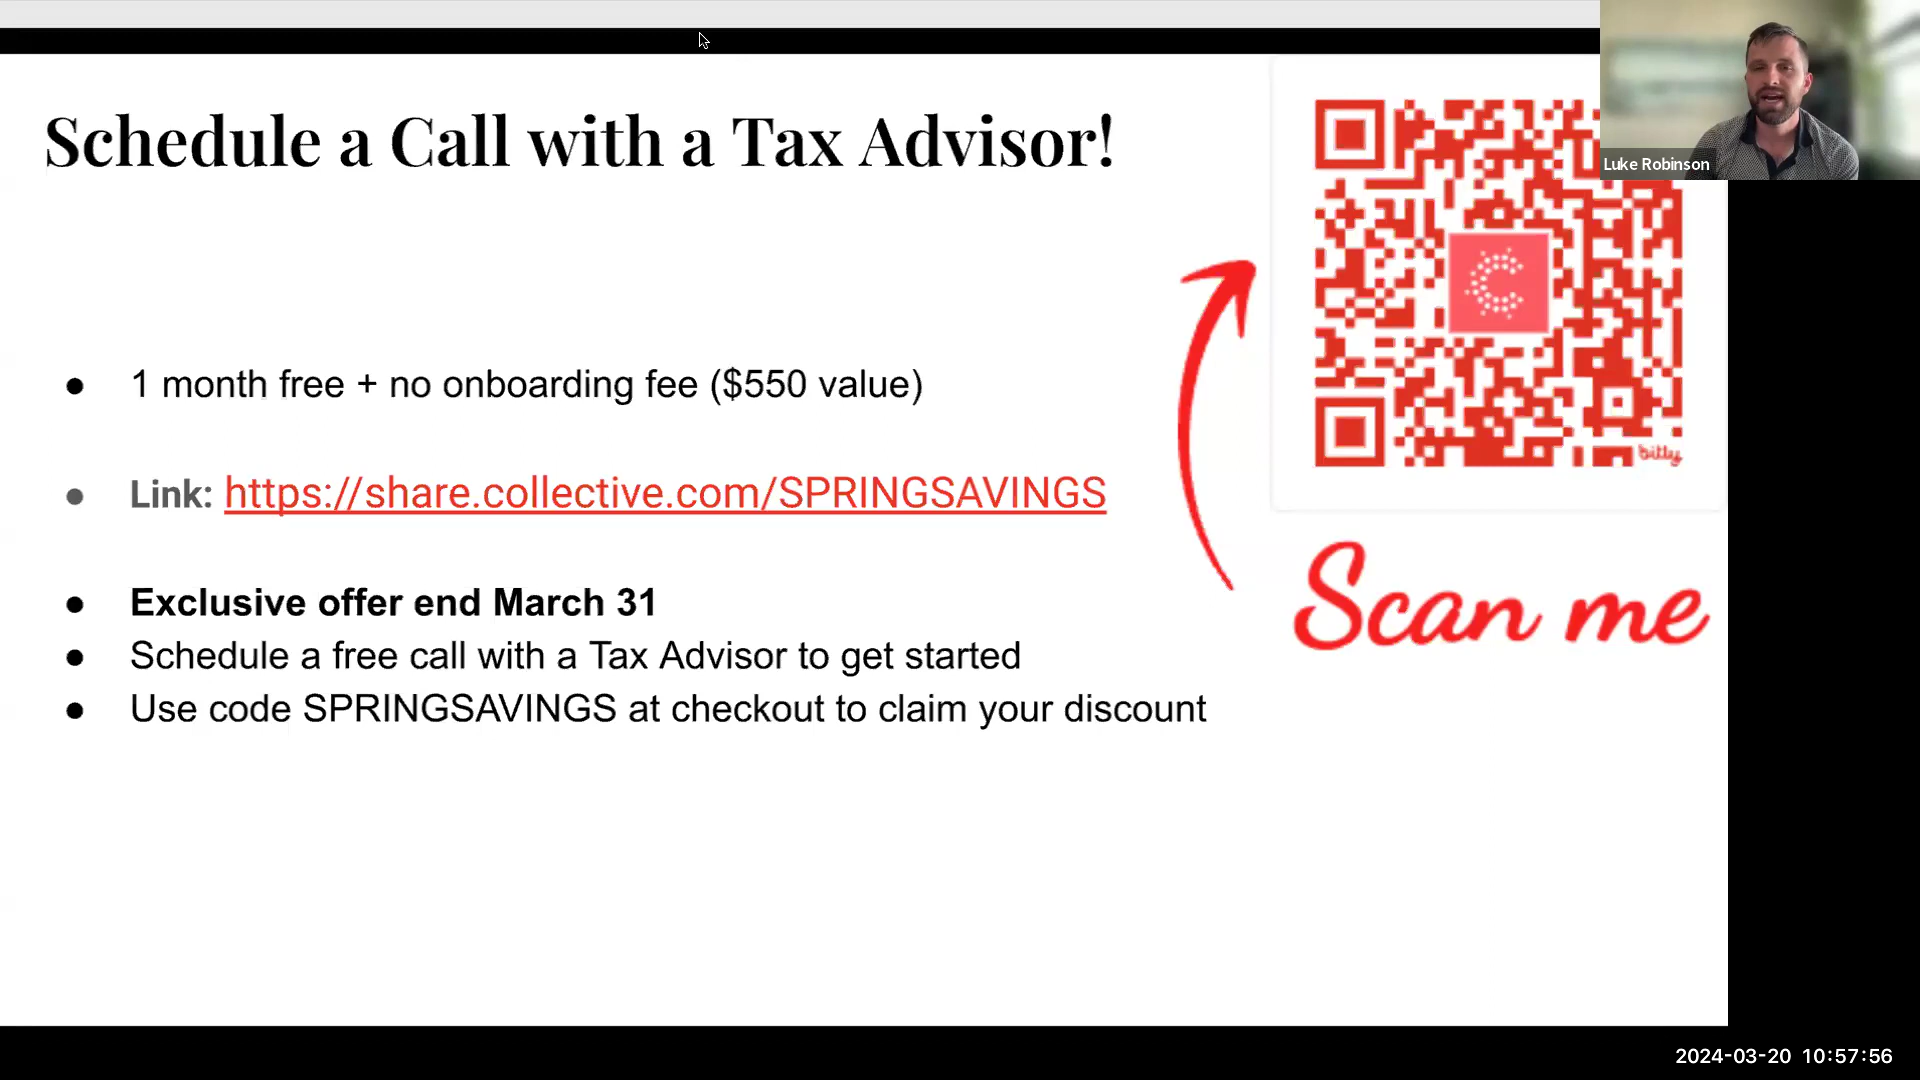 Schedule a Call with a Tax Advisor!
Luke Robinson
● 1 month free + no onboarding fee ($550 value)
● Link: https://share.collective.com/SPRINGSAVINGS
● Exclusive offer end March 31
● Schedule a free call with a Tax Advisor to get started
● Use code SPRINGSAVINGS at checkout to claim your discount
bitly
Scan me
2024-03-20 10:57:56